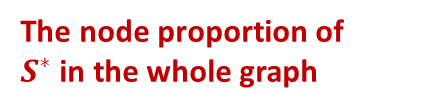 The node proportion of
S* in the whole graph